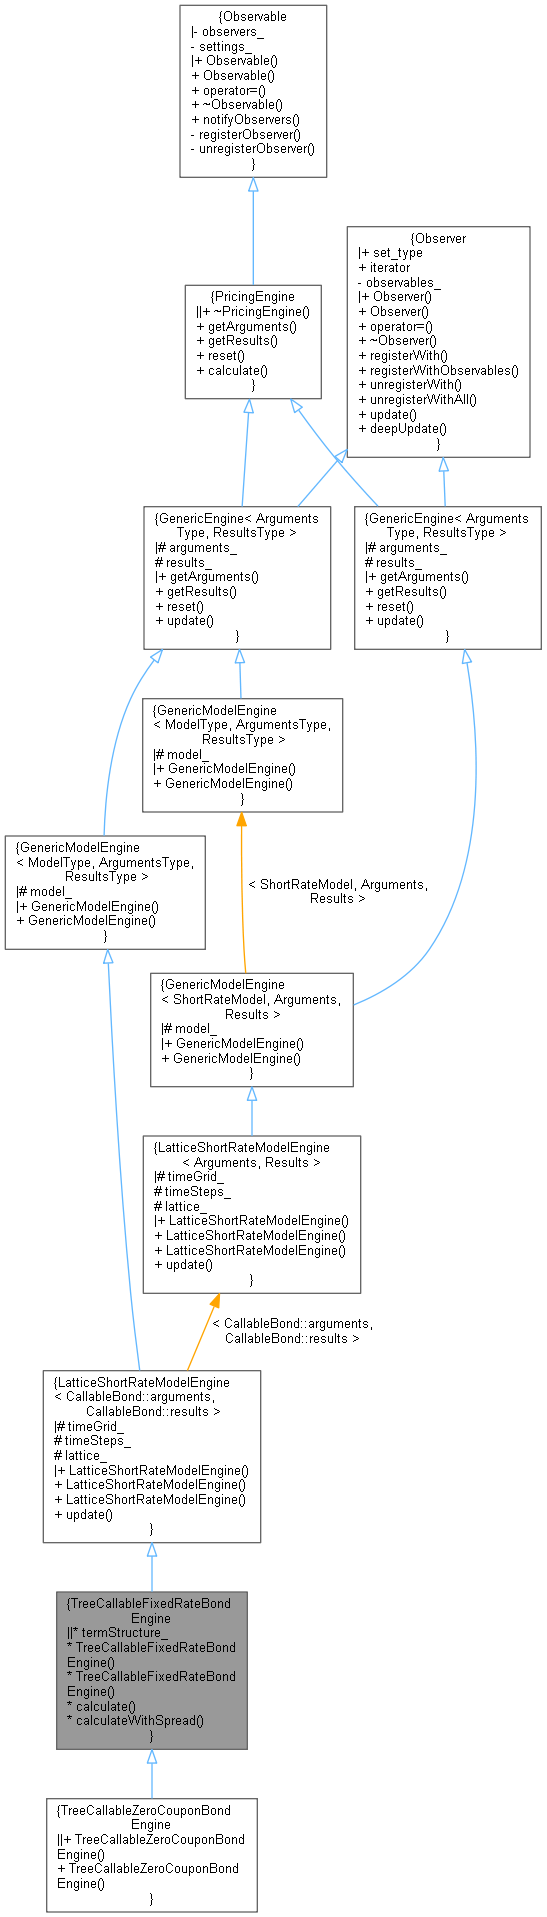 {Observable
|- observers_
- settings_
|+ Observable()
+ Observable()
+ operator=()
+ ~Observable()
+ notifyObservers()
- registerObserver()
- unregisterObserver()
}
{Observer
|+ set_type
+ iterator
- observables_
|+ Observer()
+ Observer()
+ operator=()
+ ~Observer()
+ registerWith()
+ registerWithObservables()
+ unregisterWith()
+ unregisterWithAll()
+ update()
+ deepUpdate()
}
{PricingEngine
||+ ~PricingEngine()
+ getArguments()
+ getResults()
+ reset()
+ calculate()
}
{GenericEngine< Arguments
Type, ResultsType >
|# arguments_
# results_
|+ getArguments()
+ getResults()
+ reset()
+ update()
}
{GenericEngine< Arguments
Type, ResultsType >
|# arguments_
# results_
|+ getArguments()
+ getResults()
+ reset()
+ update()
}
{GenericModelEngine
< ModelType, ArgumentsType,
ResultsType >
|# model_
|+ GenericModelEngine()
+ GenericModelEngine()
}
{GenericModelEngine
< ModelType, ArgumentsType,
ResultsType >
|# model_
|+ GenericModelEngine()
+ GenericModelEngine()
}
< ShortRateModel, Arguments,
Results >
{GenericModelEngine
< ShortRateModel, Arguments,
Results >
|# model_
|+ GenericModelEngine()
+ GenericModelEngine()
}
{LatticeShortRateModelEngine
< Arguments, Results >
|# timeGrid_
# timeSteps_
# lattice_
|+ LatticeShortRateModelEngine()
+ LatticeShortRateModelEngine()
+ LatticeShortRateModelEngine()
+ update()
}
< CallableBond::arguments,
CallableBond::results >
{LatticeShortRateModelEngine
< CallableBond::arguments,
CallableBond::results >
|# timeGrid_
# timeSteps_
# lattice_
|+ LatticeShortRateModelEngine()
+ LatticeShortRateModelEngine()
+ LatticeShortRateModelEngine()
+ update()
}
{TreeCallableFixedRateBond
Engine
||* termStructure_
* TreeCallableFixedRateBond
Engine()
* TreeCallableFixedRateBond
Engine()
* calculate()
* calculateWithSpread()
}
{TreeCallableZeroCouponBond
Engine
||+ TreeCallableZeroCouponBond
Engine()
+ TreeCallableZeroCouponBond
Engine()
}